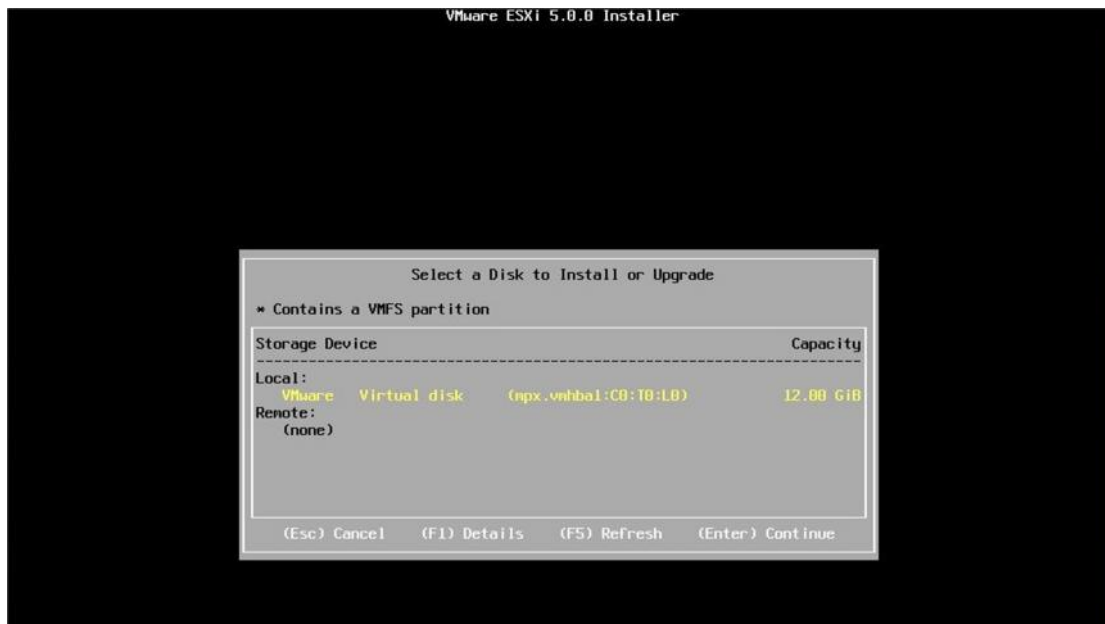 VMware ESXi 5.0.0 Installer
Select a Disk to Install or Upgrade
* Contains a VMFS partition
Storage Device Capacity
Local:
VMware Virtual disk (mpx.vmhba1:C0:T0:L0) 12.00 GiB
Remote:
(none)
(Esc) Cancel (F1) Details (F5) Refresh (Enter) Continue